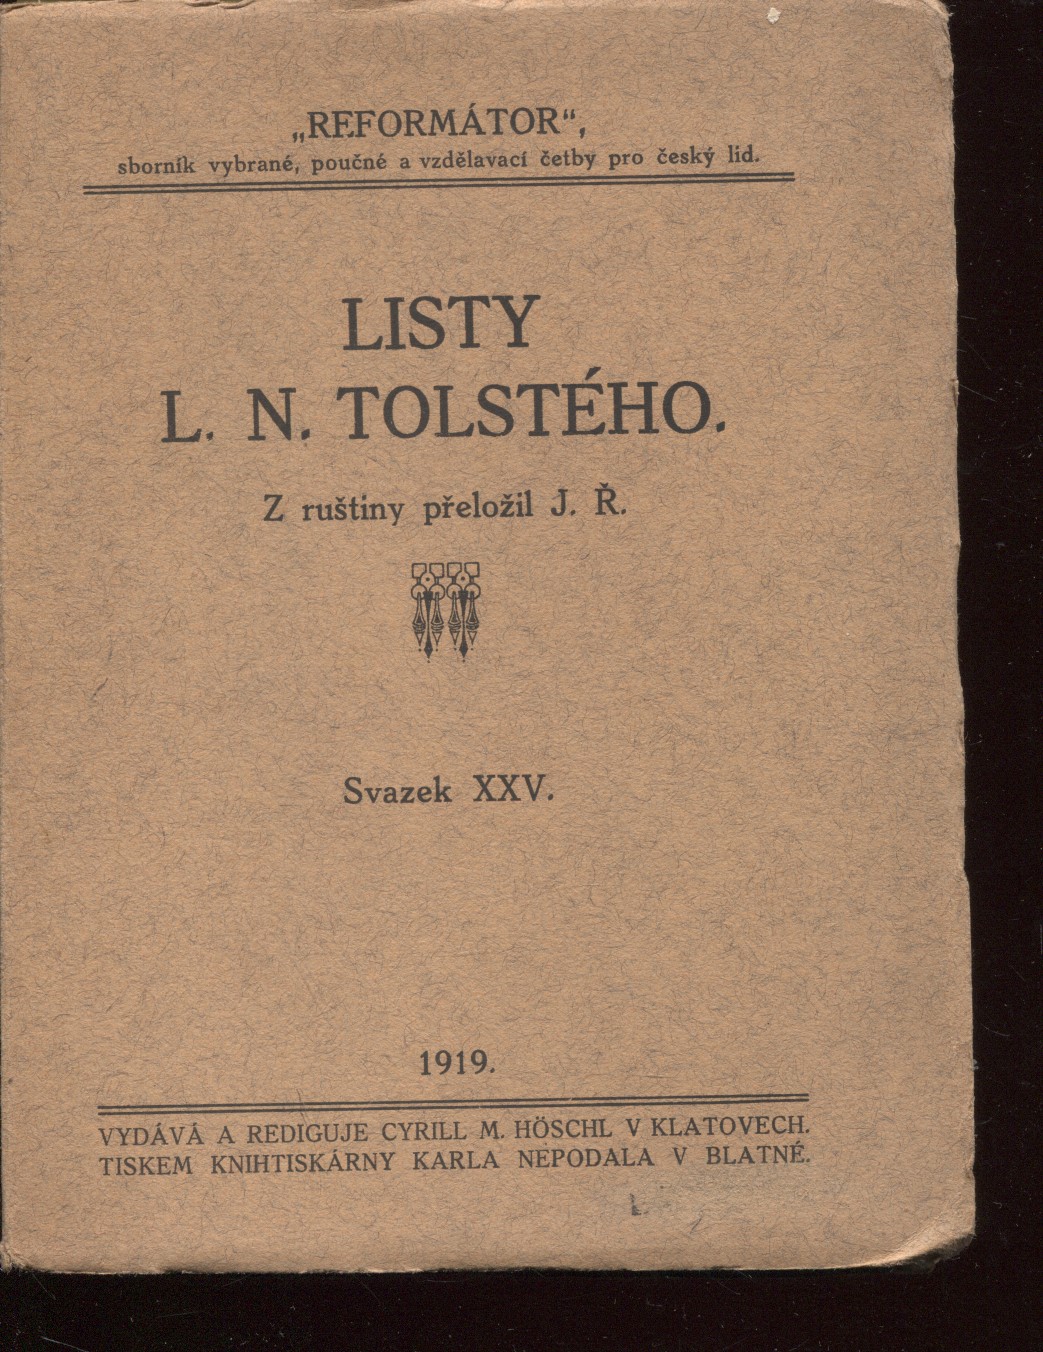 „REFORMÁTOR“,
sborník vybrané, poučné a vzdělavací četby pro český lid.
LISTY
L. N. TOLSTÉHO.
Z ruštiny přeložil J. Ř.
Svazek XXV.
1919.
VYDÁVÁ A REDIGUJE CYRILL M. HÖSCHL V KLATOVECH.
TISKEM KNIHTISKÁRNY KARLA NEPODALA V BLATNÉ.